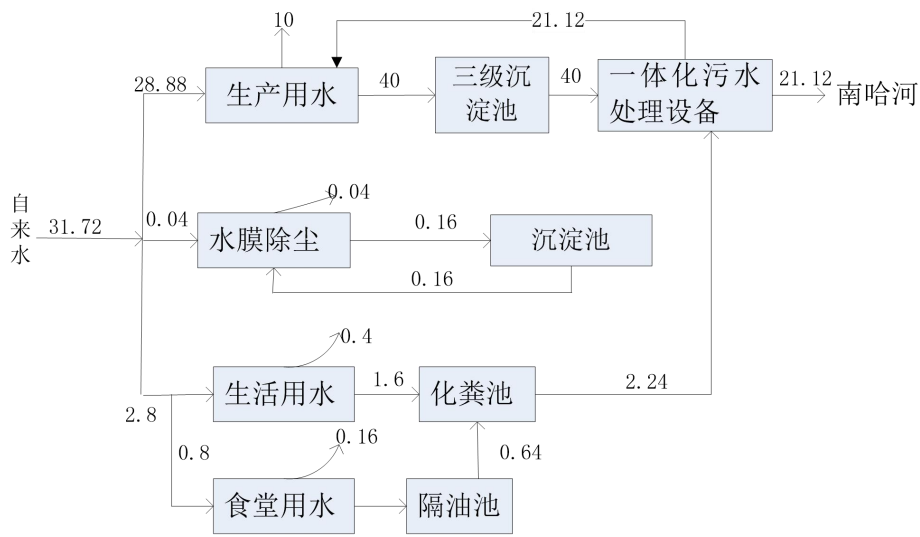 10
21.12
28.88
生产用水
40
三级沉
淀池
40
一体化污水
处理设备
21.12
南哈河
自
来
水
31.72
0.04
水膜除尘
0.04
0.16
沉淀池
0.16
生活用水
0.4
1.6
化粪池
2.24
2.8
0.8
食堂用水
0.16
隔油池
0.64